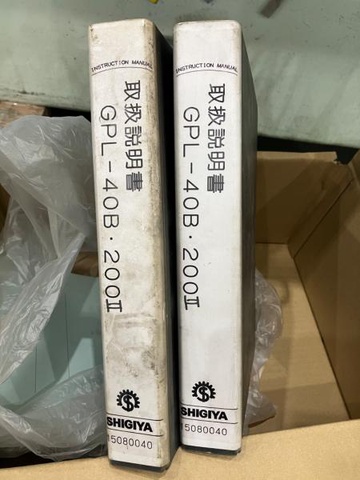 INSTRUCTION MANUAL
取扱説明書
GPL-40B・200Ⅱ
SHIGIYA
15080040
INSTRUCTION MANUAL
取扱説明書
GPL-40B・200Ⅱ
SHIGIYA
15080040